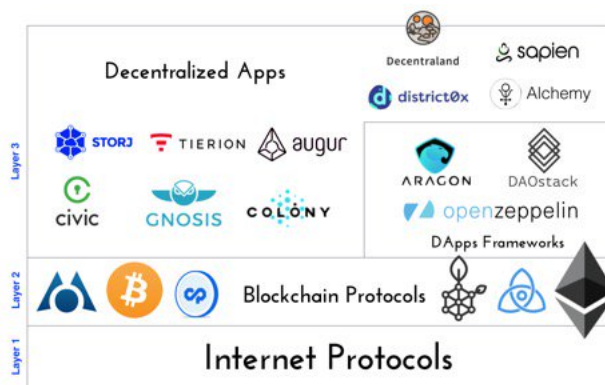 Decentralized Apps
Decentraland
sapien
district0x
Alchemy
Layer 3
STORJ
TIERION
augur
civic
GNOSIS
COLONY
ARAGON
DAOstack
openzeppelin
DApps Frameworks
Layer 2
Blockchain Protocols
Layer 1
Internet Protocols